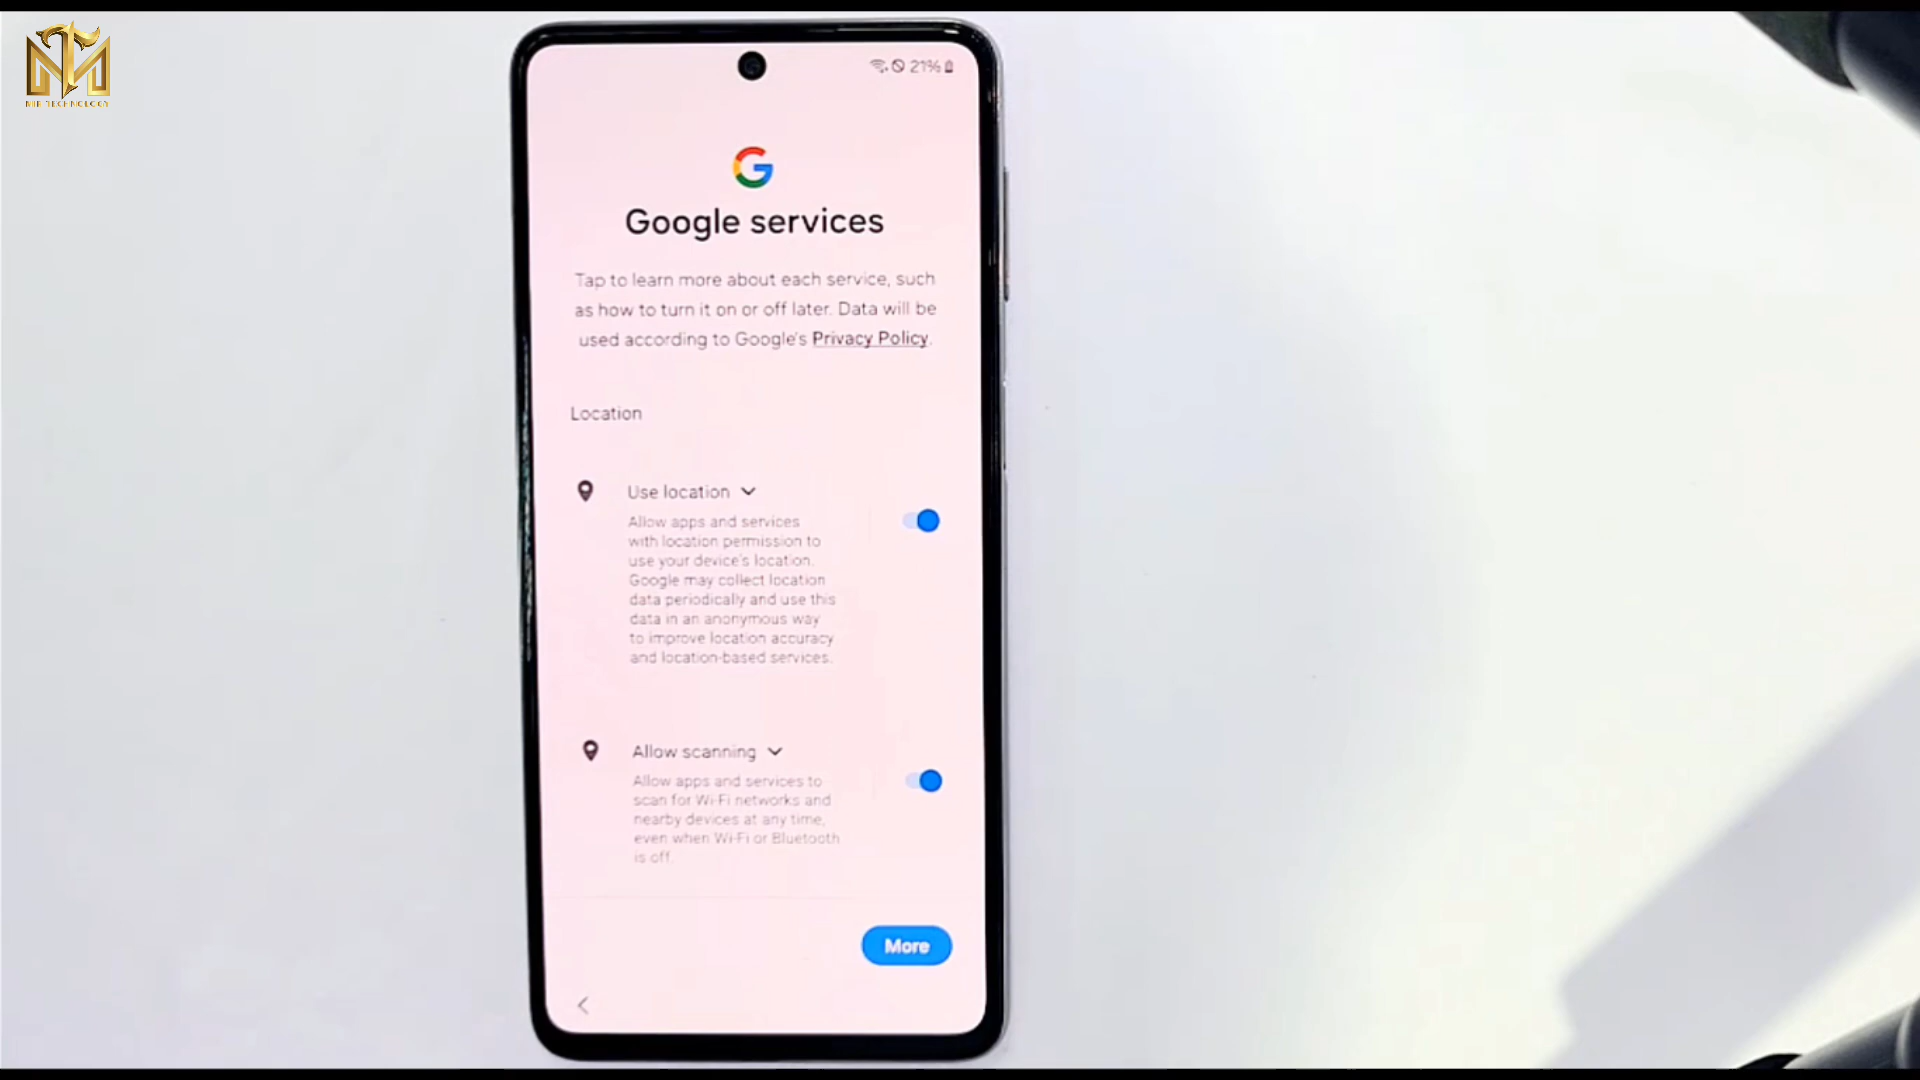 MIR TECHNOLOGY
21%
Google services
Tap to learn more about each service, such
as how to turn it on or off later. Data will be
used according to Google's Privacy Policy.
Location
Use location
Allow apps and services
with location permission to
use your device's location.
Google may collect location
data periodically and use this
data in an anonymous way
to improve location accuracy
and location-based services.
Allow scanning
Allow apps and services to
scan for Wi-Fi networks and
nearby devices at any time,
even when Wi-Fi or Bluetooth
is off.
More